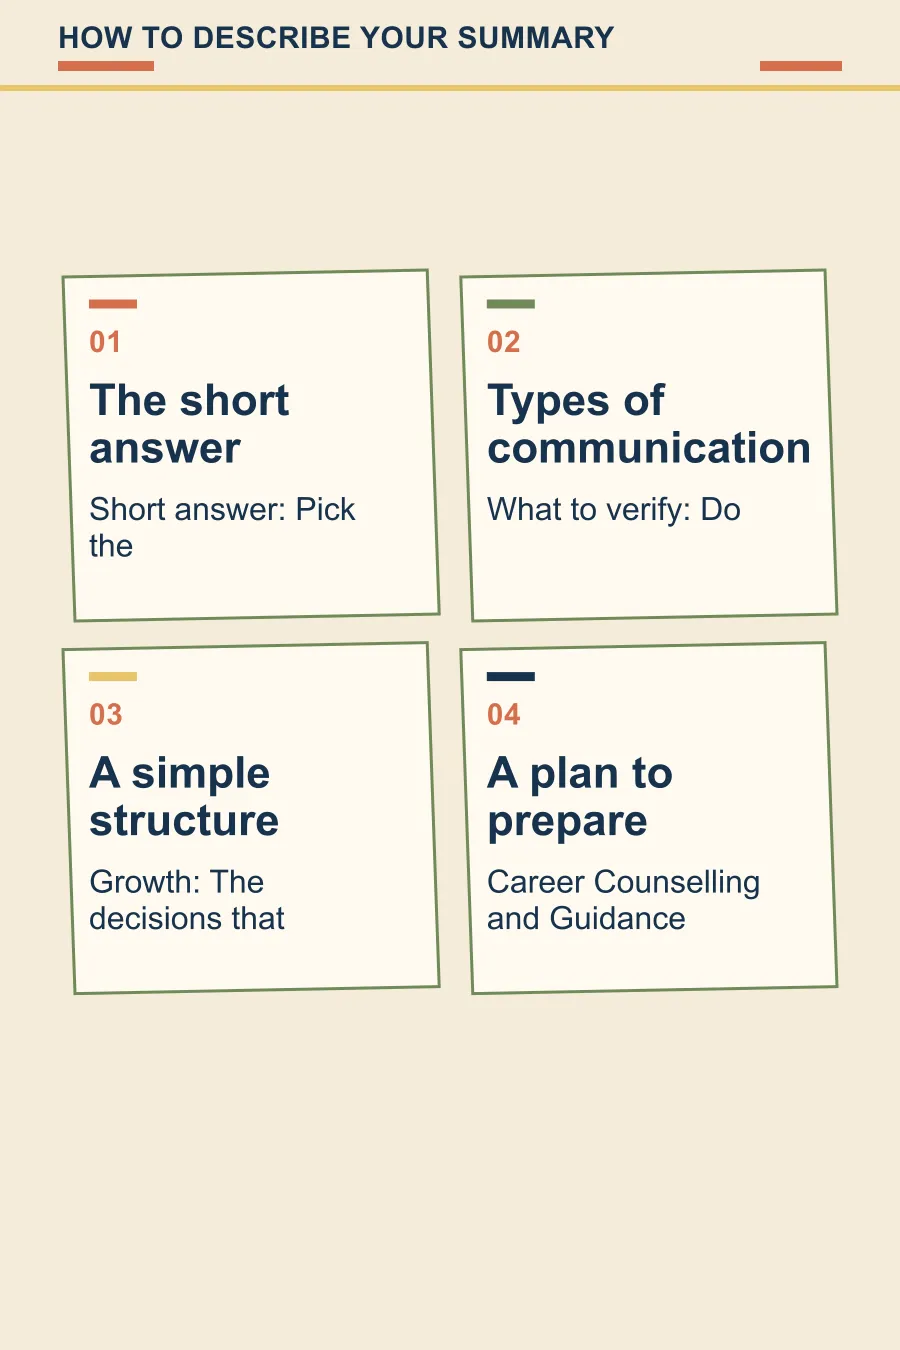 HOW TO DESCRIBE YOUR SUMMARY
01
The short
answer
Short answer: Pick
the
02
Types of
communication
What to verify: Do
03
A simple
structure
Growth: The
decisions that
04
A plan to
prepare
Career Counselling
and Guidance